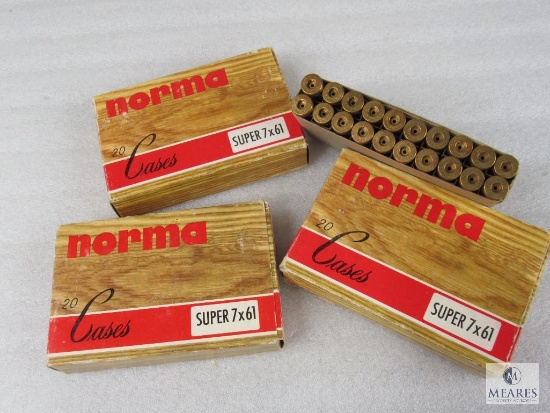 norma
20 Cases
SUPER 7x61
norma
20 Cases
SUPER 7x61
norma
20 Cases
SUPER 7x61
M
MEARES